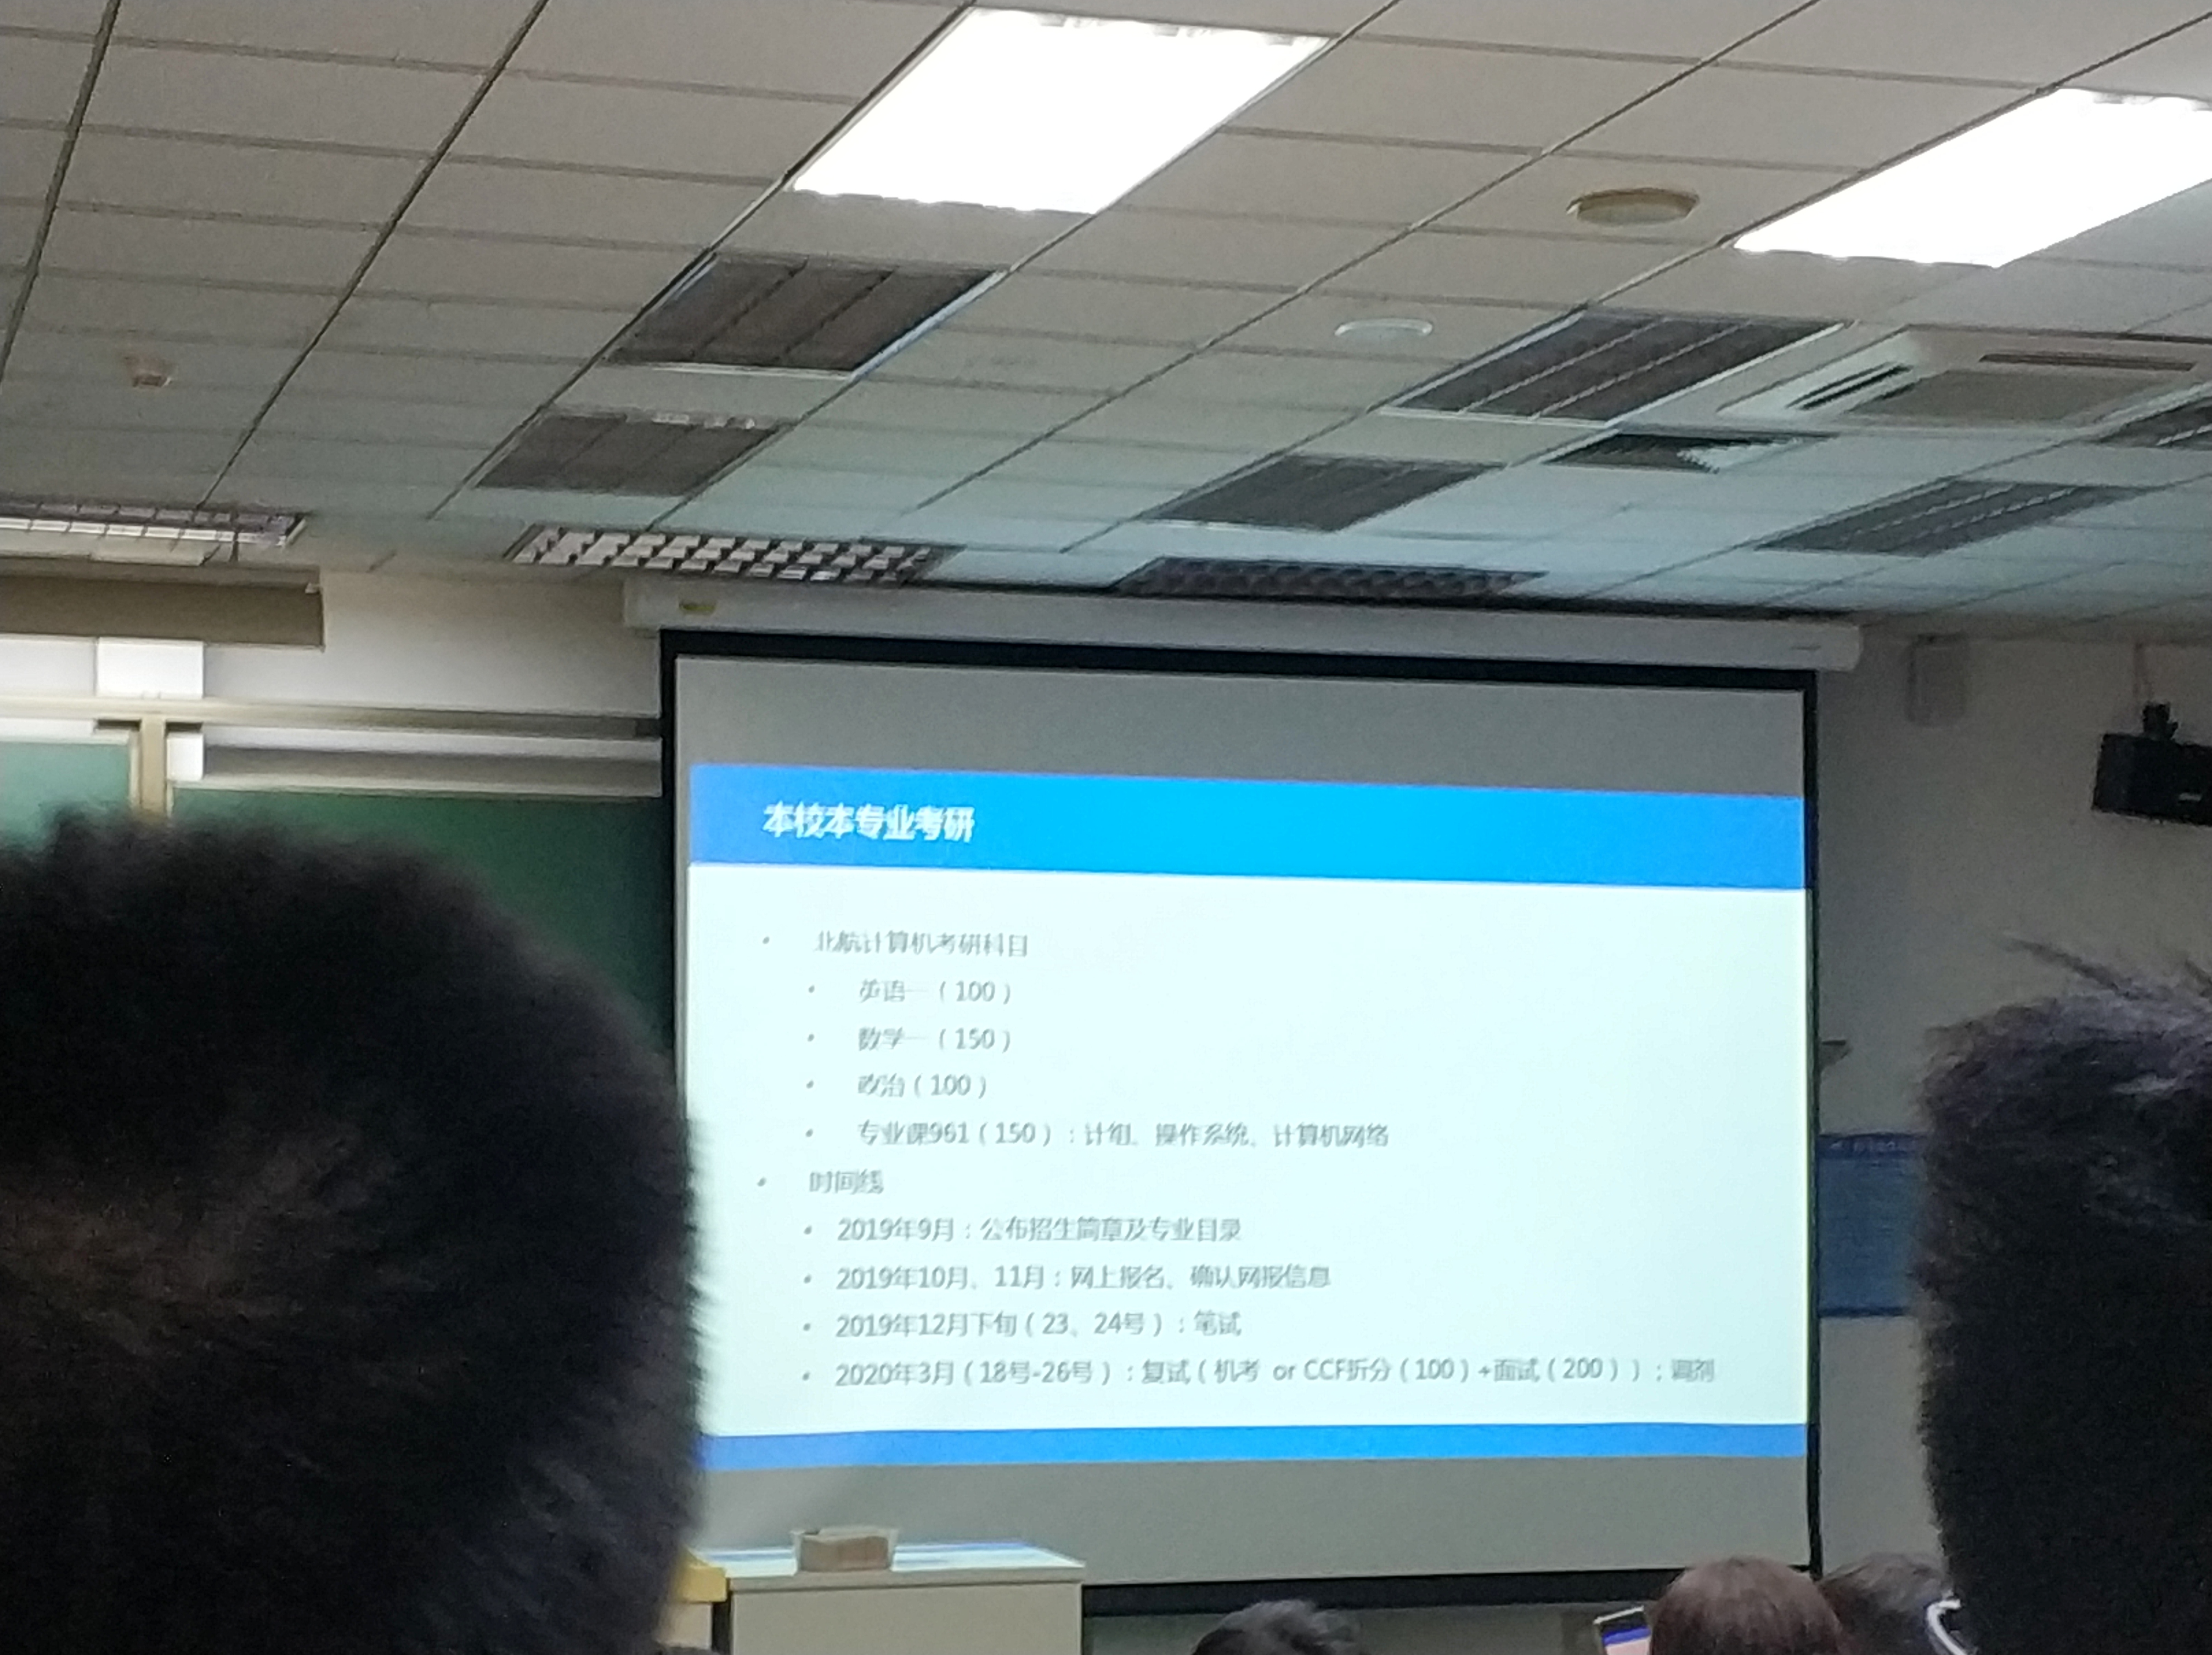 本校本专业考研
• 北航计算机考研科目
• 英语一（100）
• 数学一（150）
• 政治（100）
• 专业课961（150）：计组、操作系统、计算机网络
• 时间线
• 2019年9月：公布招生简章及专业目录
• 2019年10月、11月：网上报名、确认网报信息
• 2019年12月下旬（23、24号）：笔试
• 2020年3月（18号-26号）：复试（机考 or CCF折分（100）+面试（200））；调剂